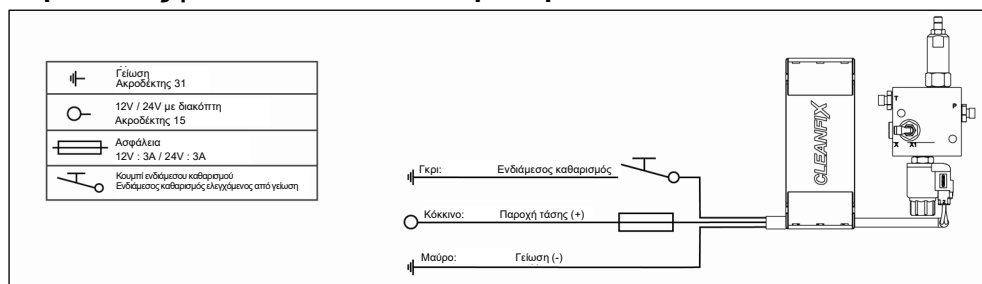 Γείωση
Ακροδέκτης 31
12V / 24V με διακόπτη
Ακροδέκτης 15
Ασφάλεια
12V : 3A / 24V : 3A
Κουμπί ενδιάμεσου καθαρισμού
Ενδιάμεσος καθαρισμός ελεγχόμενος από γείωση
Γκρι: Ενδιάμεσος καθαρισμός
Κόκκινο: Παροχή τάσης (+)
Μαύρο: Γείωση (-)
CLEANFIX
T
P
X X1